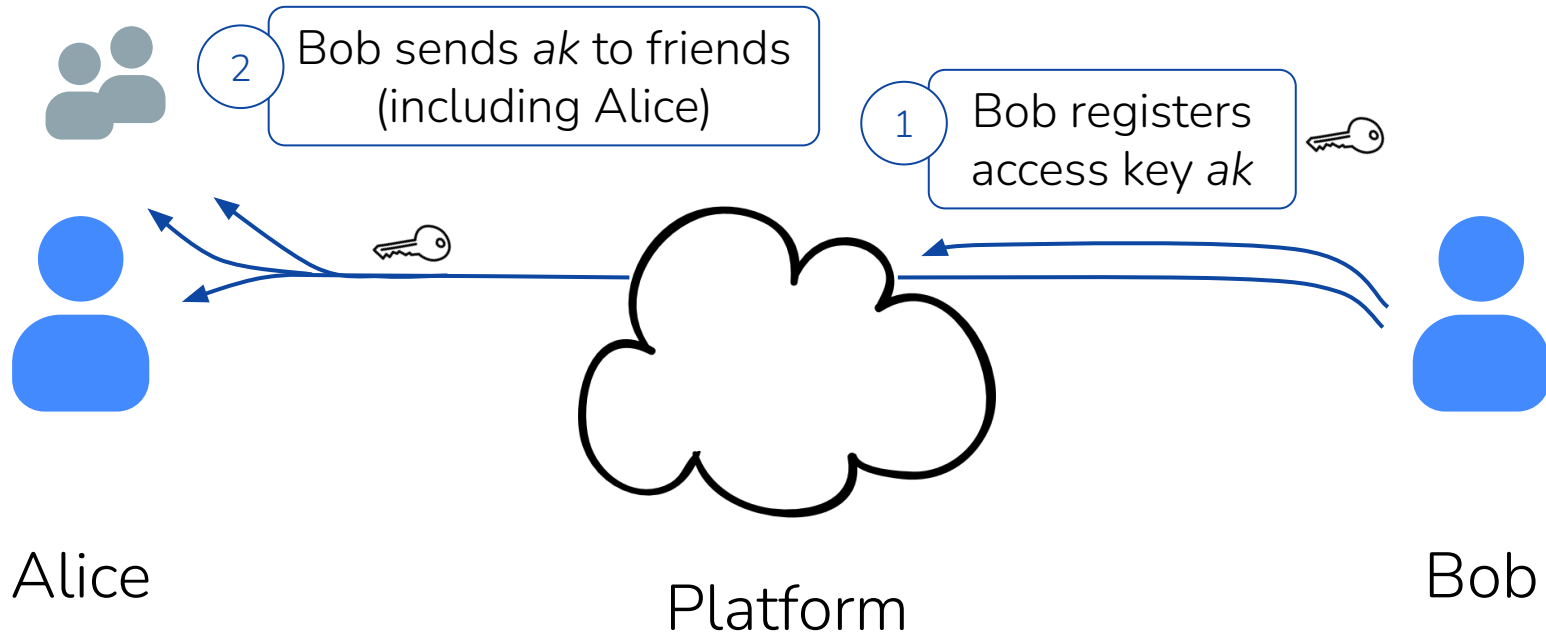 2
Bob sends ak to friends
(including Alice)
1
Bob registers
access key ak
Alice
Platform
Bob